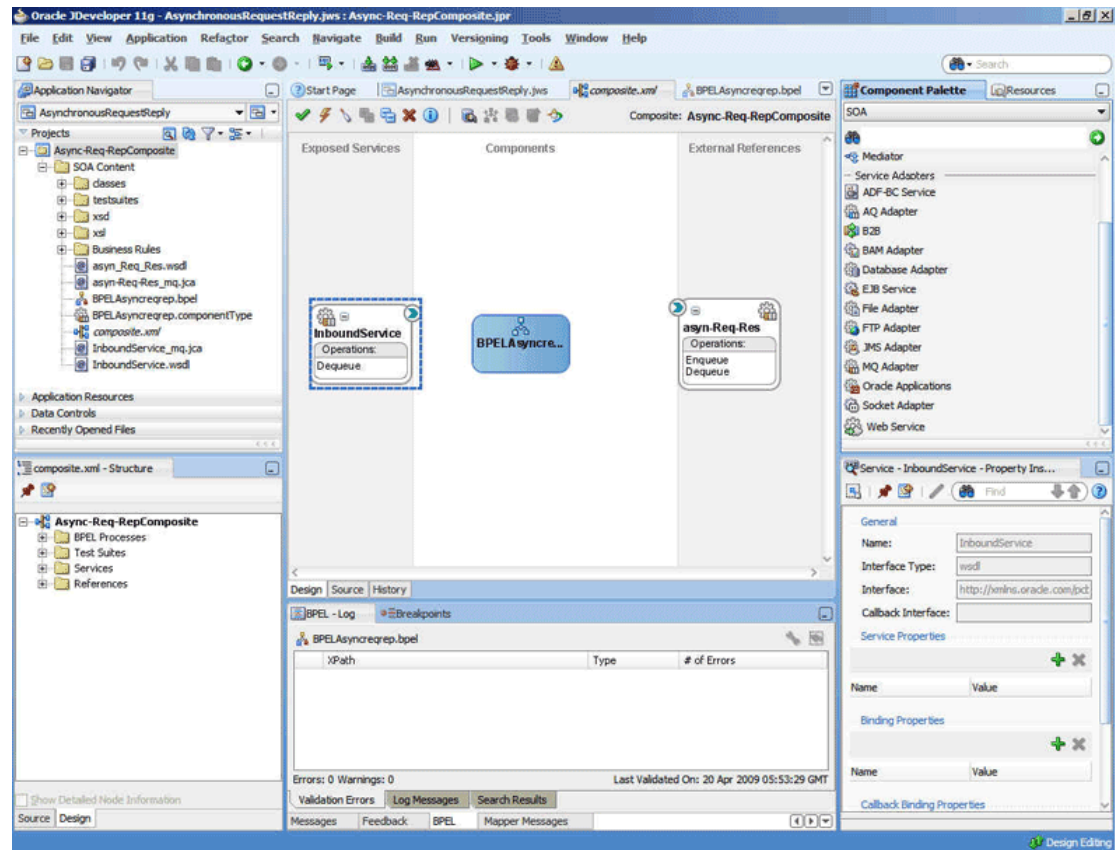 Oracle JDeveloper 11g - AsynchronousRequestReply.jws : Async-Req-RepComposite.jpr
File Edit View Application Refactor Search Navigate Build Run Versioning Tools Window Help
Search
Application Navigator
AsynchronousRequestReply
Projects
Async-Req-RepComposite
SOA Content
classes
testsuites
xsd
xsl
Business Rules
asyn_Req_Res.wsdl
asyn-Req-Res_mq.jca
BPELAsyncreqrep.bpel
BPELAsyncreqrep.componentType
composite.xml
InboundService_mq.jca
InboundService.wsdl
Application Resources
Data Controls
Recently Opened Files
composite.xml - Structure
Async-Req-RepComposite
BPEL Processes
Test Suites
Services
References
Show Detailed Node Information
Source Design
Start Page AsynchronousRequestReply.jws composite.xml BPELAsyncreqrep.bpel
Composite: Async-Req-RepComposite
Exposed Services Components External References
InboundService
Operations:
Dequeue
BPELAsyncre...
asyn-Req-Res
Operations:
Enqueue
Dequeue
Design Source History
BPEL - Log Breakpoints
BPELAsyncreqrep.bpel
XPath Type # of Errors
Errors: 0 Warnings: 0 Last Validated On: 20 Apr 2009 05:53:29 GMT
Validation Errors Log Messages Search Results
Messages Feedback BPEL Mapper Messages
Component Palette Resources
SOA
Mediator
Service Adapters
ADF-BC Service
AQ Adapter
B2B
BAM Adapter
Database Adapter
EJB Service
File Adapter
FTP Adapter
JMS Adapter
MQ Adapter
Oracle Applications
Socket Adapter
Web Service
Service - InboundService - Property Ins...
Find
General
Name: InboundService
Interface Type: wsdl
Interface: http://xmlns.oracle.com/pcb
Callback Interface:
Service Properties
Name Value
Binding Properties
Name Value
Callback Binding Properties
Design Editing